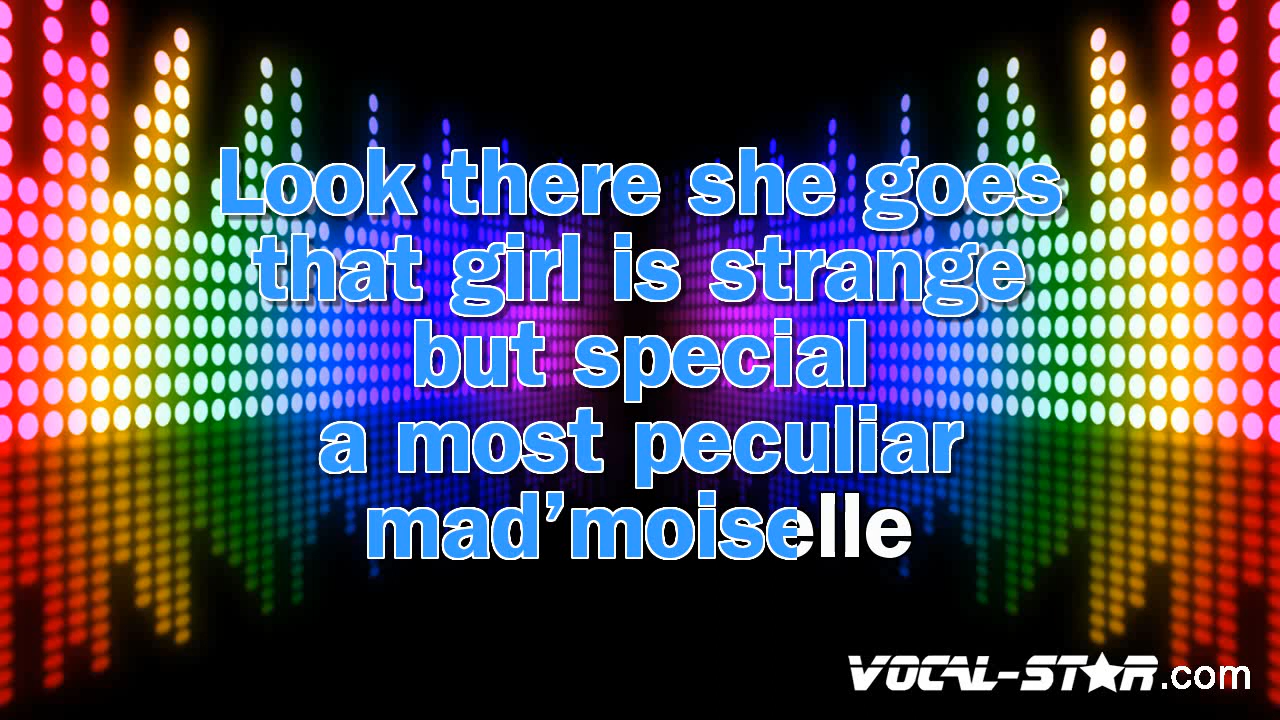 Look there she goes
that girl is strange
but special
a most peculiar
mad’moiselle
VOCAL-STAR.com